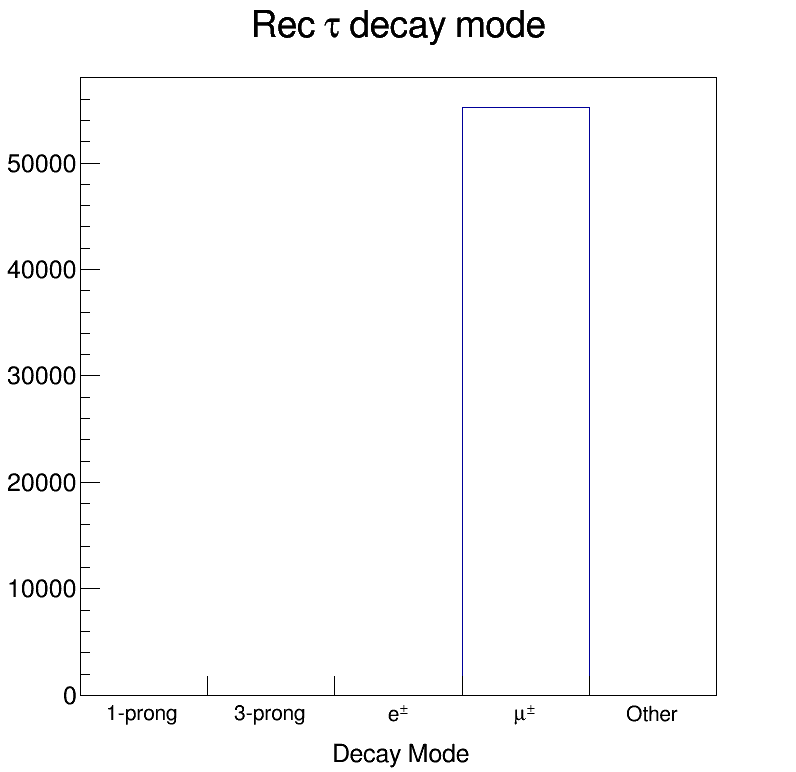 Rec τ decay mode
50000
40000
30000
20000
10000
0
1-prong 3-prong e± μ± Other
Decay Mode